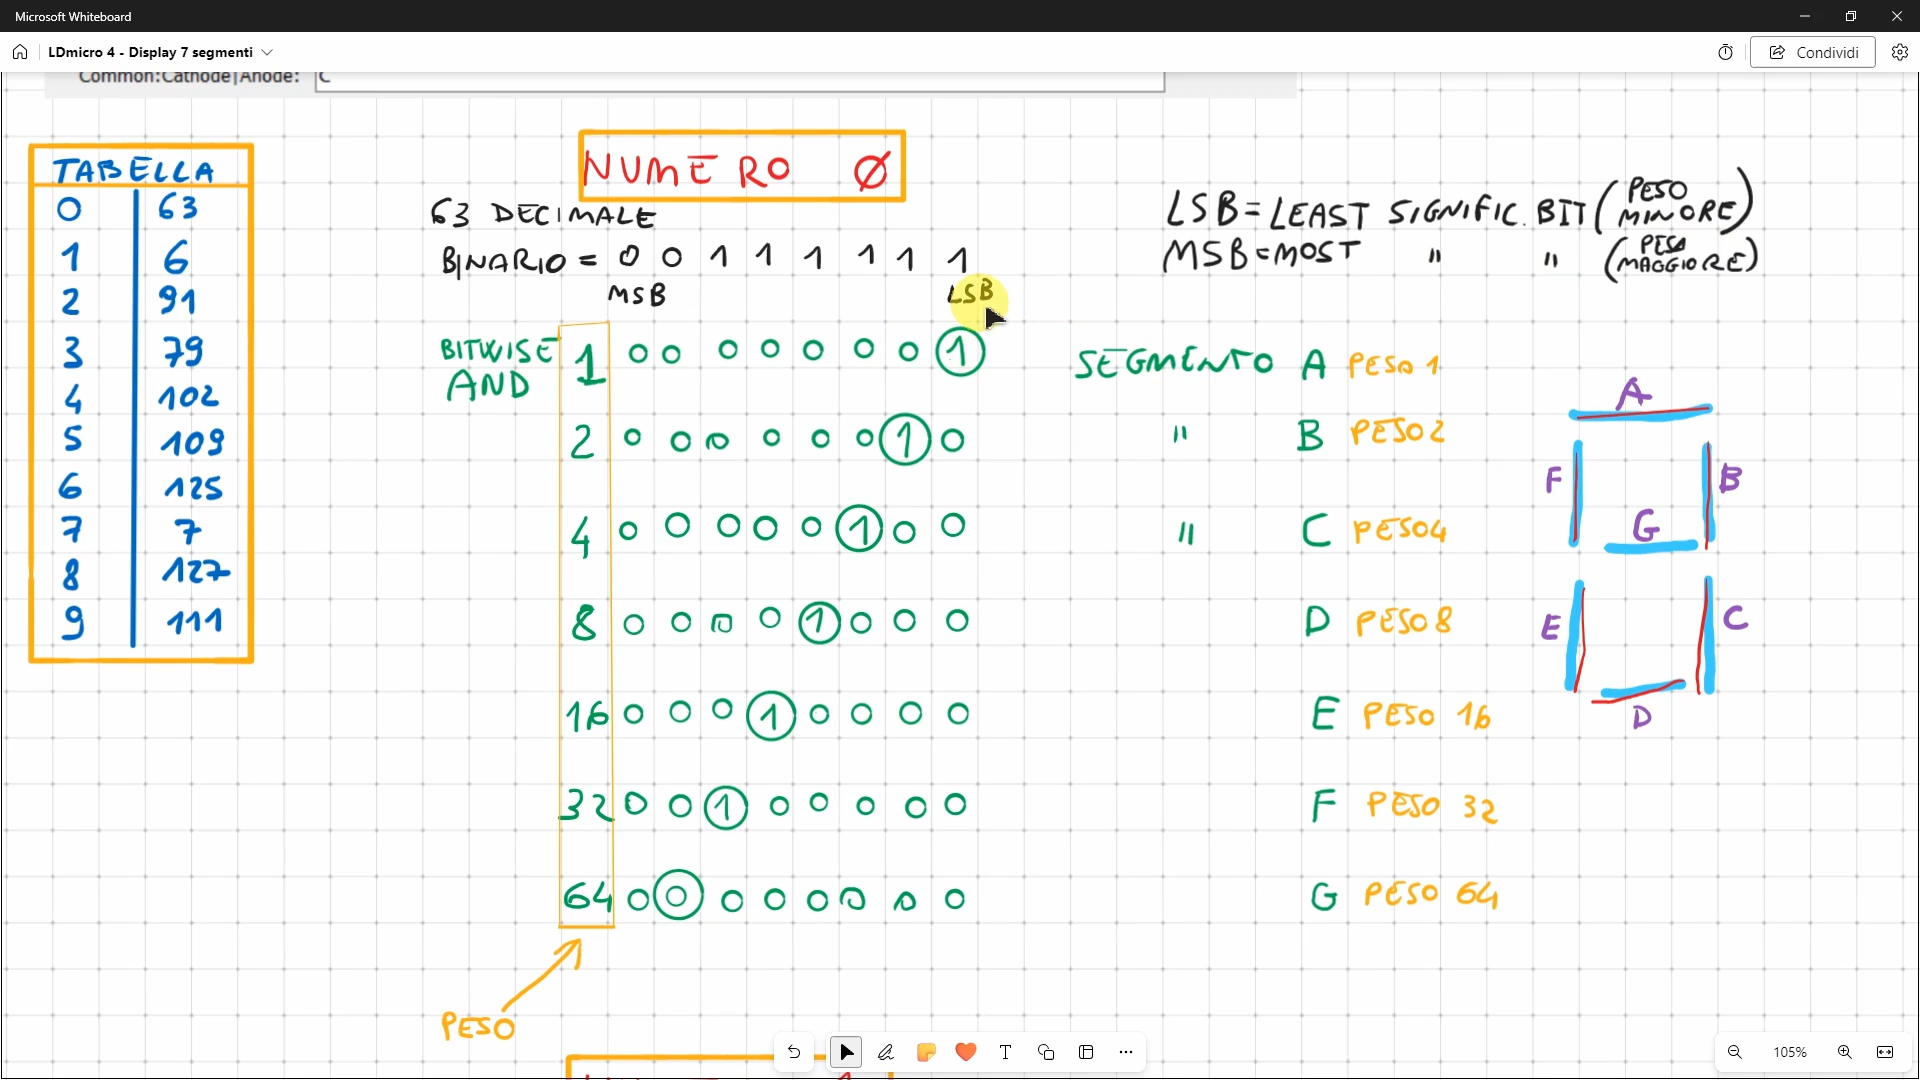 Microsoft Whiteboard
LDmicro 4 - Display 7 segmenti
Condividi
Common:Cathode|Anode: C
TABELLA
0 63
1 6
2 91
3 79
4 102
5 109
6 125
7 7
8 127
9 111
NUMERO Ø
63 DECIMALE
BINARIO = 0 0 1 1 1 1 1 1
MSB LSB
LSB = LEAST SIGNIFIC. BIT (PESO MINORE)
MSB = MOST " " (PESO MAGGIORE)
BITWISE AND
1 0 0 0 0 0 0 0 1 SEGMENTO A PESO 1
2 0 0 0 0 0 0 1 0 " B PESO 2
4 0 0 0 0 0 1 0 0 " C PESO 4
8 0 0 0 0 1 0 0 0 D PESO 8
16 0 0 0 1 0 0 0 0 E PESO 16
32 0 0 1 0 0 0 0 0 F PESO 32
64 0 0 0 0 0 0 0 0 G PESO 64
A
F B
G
E C
D
PESO
105%